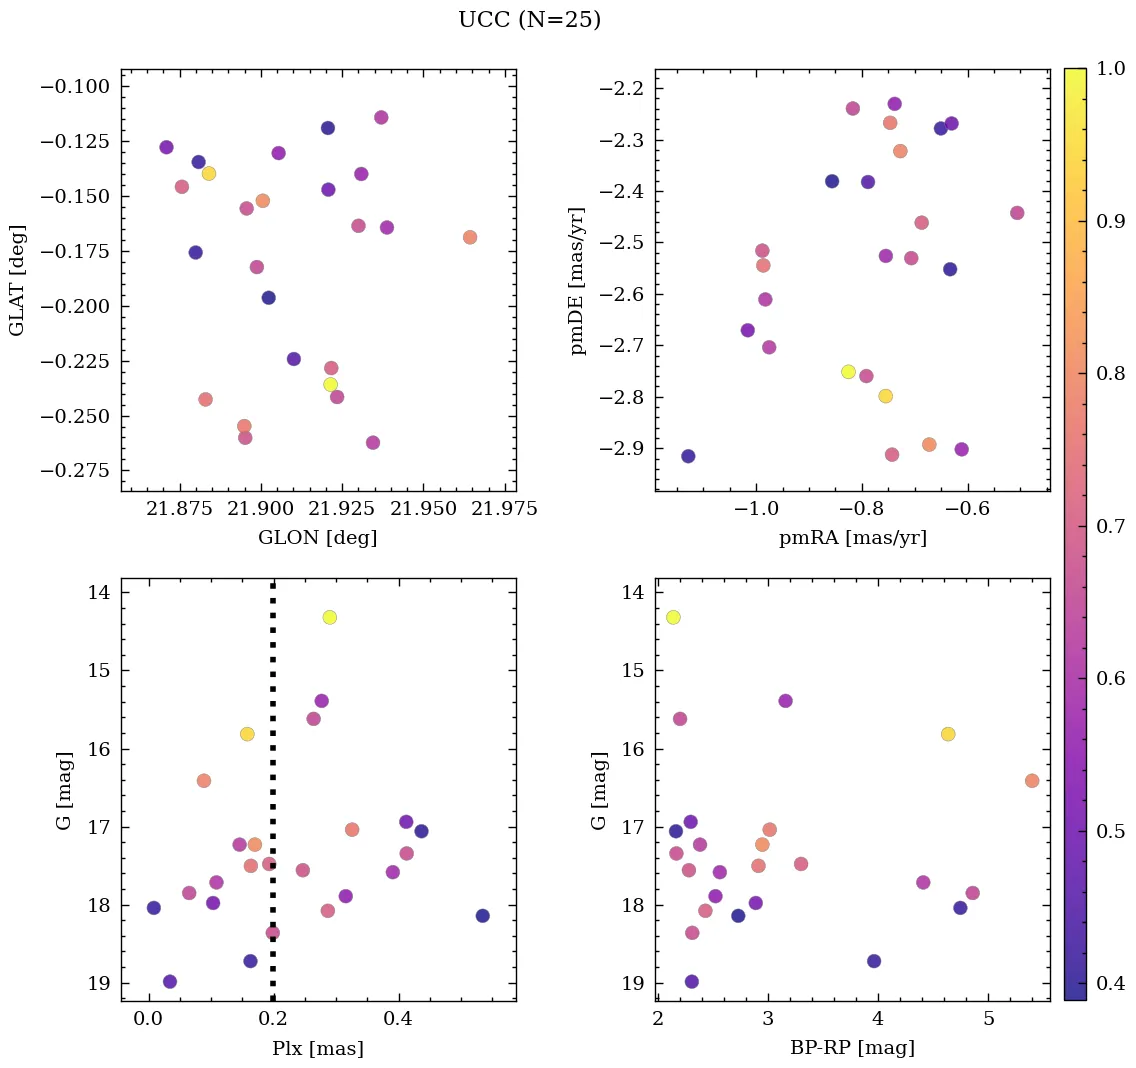 UCC (N=25)
−0.100
−0.125
−0.150
−0.175
−0.200
−0.225
−0.250
−0.275
GLAT [deg]
21.875 21.900 21.925 21.950 21.975
GLON [deg]
−2.2
−2.3
−2.4
−2.5
−2.6
−2.7
−2.8
−2.9
pmDE [mas/yr]
−1.0 −0.8 −0.6
pmRA [mas/yr]
14
15
16
17
18
19
G [mag]
0.0 0.2 0.4
Plx [mas]
14
15
16
17
18
19
G [mag]
2 3 4 5
BP-RP [mag]
1.0
0.9
0.8
0.7
0.6
0.5
0.4